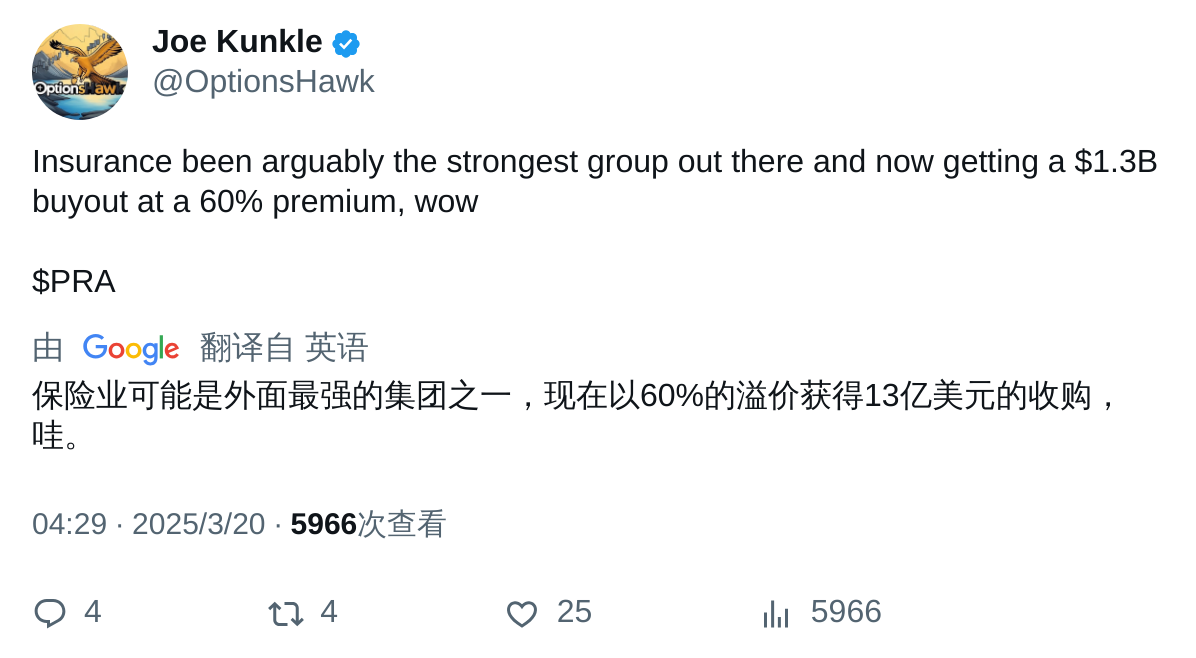 OptionsHawk
Joe Kunkle
@OptionsHawk
Insurance been arguably the strongest group out there and now getting a $1.3B
buyout at a 60% premium, wow
$PRA
由 Google 翻译自 英语
保险业可能是外面最强的集团之一，现在以60%的溢价获得13亿美元的收购，
哇。
04:29 · 2025/3/20 · 5966次查看
4 4 25 5966